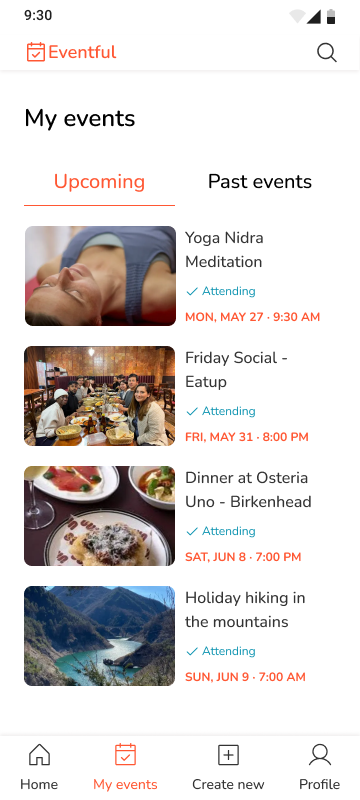 9:30
Eventful
My events
Upcoming
Past events
Yoga Nidra
Meditation
Attending
MON, MAY 27 · 9:30 AM
Friday Social -
Eatup
Attending
FRI, MAY 31 · 8:00 PM
Dinner at Osteria
Uno - Birkenhead
Attending
SAT, JUN 8 · 7:00 PM
Holiday hiking in
the mountains
Attending
SUN, JUN 9 · 7:00 AM
Home
My events
Create new
Profile